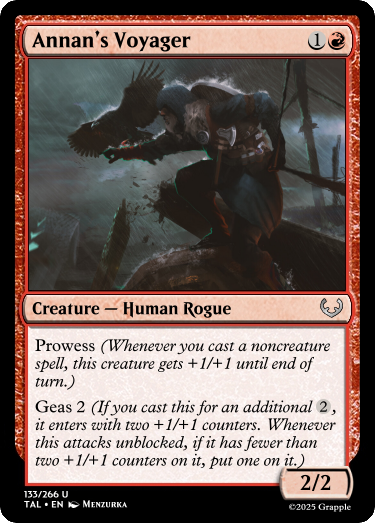 Annan's Voyager 1
Creature — Human Rogue
Prowess (Whenever you cast a noncreature
spell, this creature gets +1/+1 until end of
turn.)
Geas 2 (If you cast this for an additional 2,
it enters with two +1/+1 counters. Whenever
this attacks unblocked, if it has fewer than
two +1/+1 counters on it, put one on it.)
2/2
133/266 U
TAL • EN Menzurka
©2025 Grapple